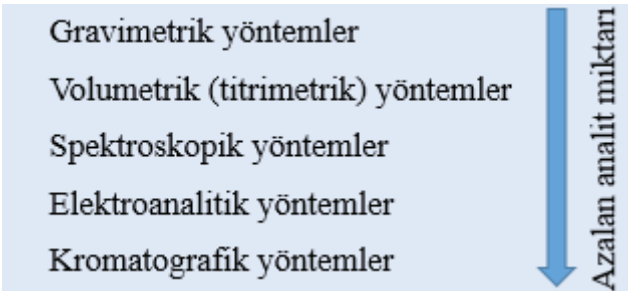 Gravimetrik yöntemler
Volumetrik (titrimetrik) yöntemler
Spektroskopik yöntemler
Elektroanalitik yöntemler
Kromatografik yöntemler
Azalan analit miktarı